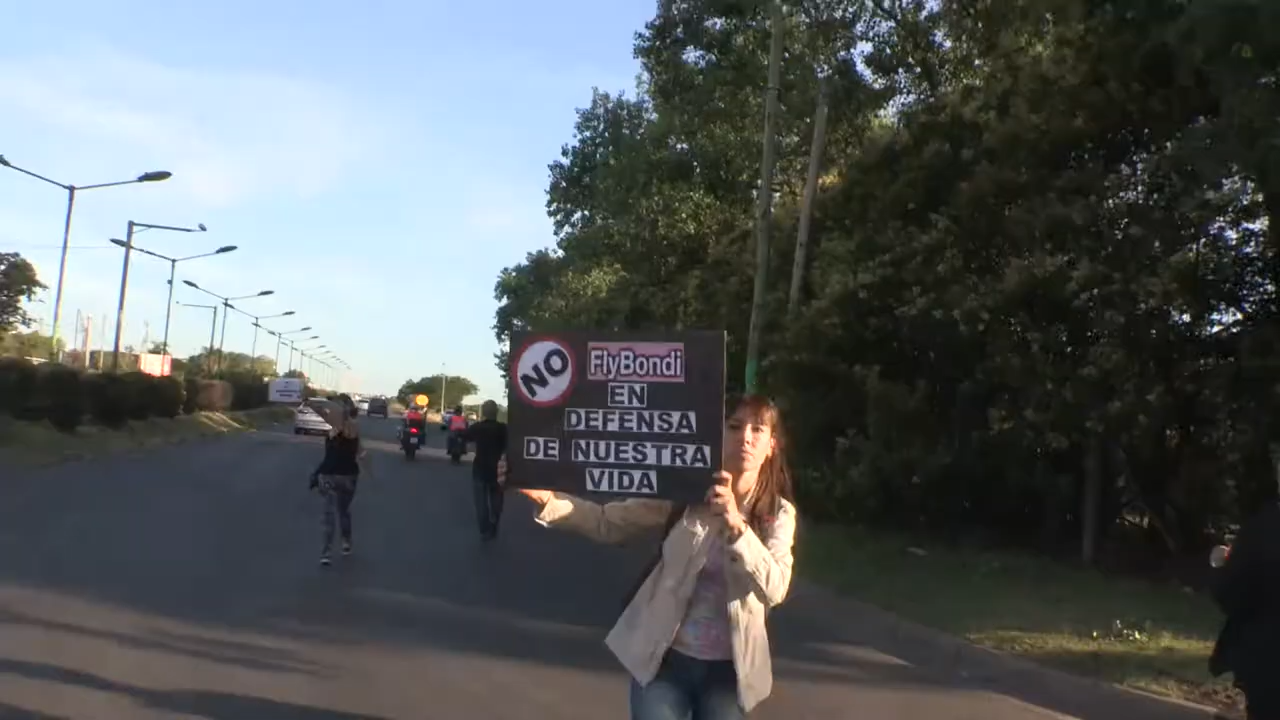 NO
FlyBondi
EN
DEFENSA
DE NUESTRA
VIDA